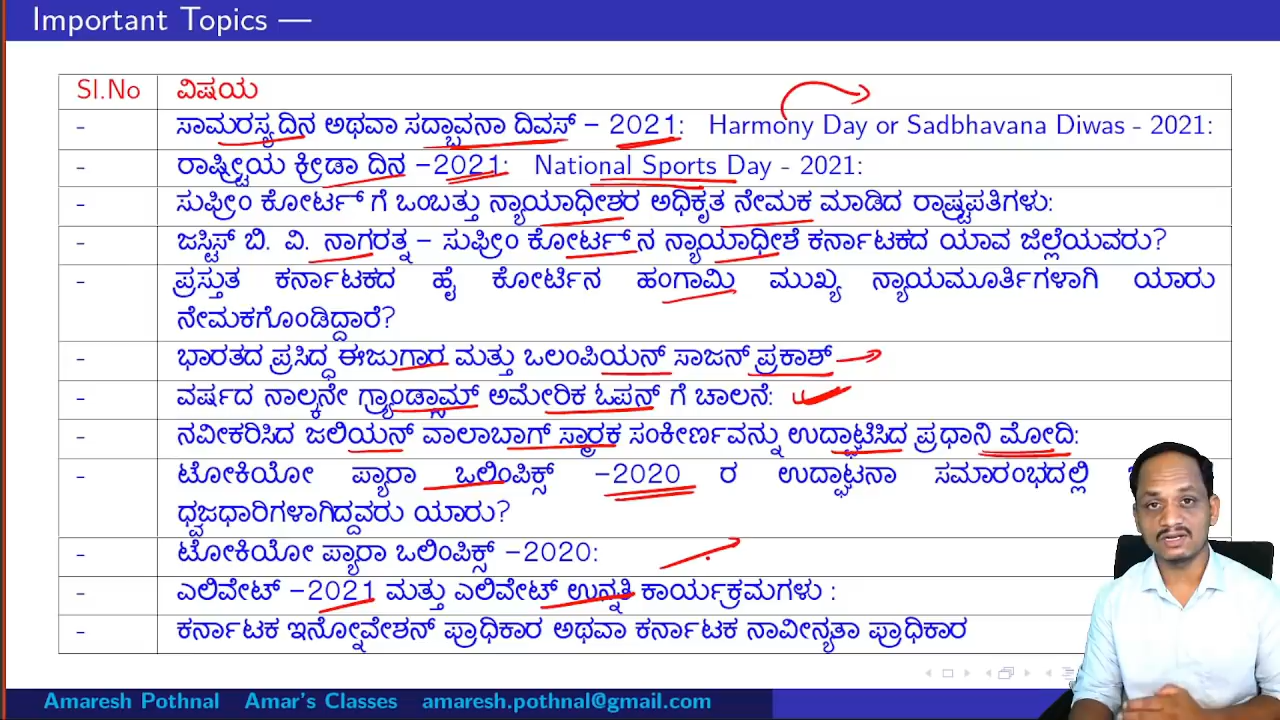 Important Topics —
Sl.No ವಿಷಯ
- ಸಾಮರಸ್ಯ ದಿನ ಅಥವಾ ಸದ್ಭಾವನಾ ದಿವಸ್ – 2021: Harmony Day or Sadbhavana Diwas - 2021:
- ರಾಷ್ಟ್ರೀಯ ಕ್ರೀಡಾ ದಿನ –2021: National Sports Day - 2021:
- ಸುಪ್ರೀಂ ಕೋರ್ಟ್ ಗೆ ಒಂಬತ್ತು ನ್ಯಾಯಾಧೀಶರ ಅಧಿಕೃತ ನೇಮಕ ಮಾಡಿದ ರಾಷ್ಟ್ರಪತಿಗಳು:
- ಜಸ್ಟಿಸ್ ಬಿ. ವಿ. ನಾಗರತ್ನ – ಸುಪ್ರೀಂ ಕೋರ್ಟ್ ನ ನ್ಯಾಯಾಧೀಶೆ ಕರ್ನಾಟಕದ ಯಾವ ಜಿಲ್ಲೆಯವರು?
- ಪ್ರಸ್ತುತ ಕರ್ನಾಟಕದ ಹೈ ಕೋರ್ಟಿನ ಹಂಗಾಮಿ ಮುಖ್ಯ ನ್ಯಾಯಮೂರ್ತಿಗಳಾಗಿ ಯಾರು
ನೇಮಕಗೊಂಡಿದ್ದಾರೆ?
- ಭಾರತದ ಪ್ರಸಿದ್ಧ ಈಜುಗಾರ ಮತ್ತು ಒಲಂಪಿಯನ್ ಸಾಜನ್ ಪ್ರಕಾಶ್
- ವರ್ಷದ ನಾಲ್ಕನೇ ಗ್ರ್ಯಾಂಡ್ಸ್ಲಾಮ್ ಅಮೇರಿಕ ಓಪನ್ ಗೆ ಚಾಲನೆ:
- ನವೀಕರಿಸಿದ ಜಲಿಯನ್ ವಾಲಾಬಾಗ್ ಸ್ಮಾರಕ ಸಂಕೀರ್ಣವನ್ನು ಉದ್ಘಾಟಿಸಿದ ಪ್ರಧಾನಿ ಮೋದಿ:
- ಟೋಕಿಯೋ ಪ್ಯಾರಾ ಒಲಿಂಪಿಕ್ಸ್ –2020 ರ ಉದ್ಘಾಟನಾ ಸಮಾರಂಭದಲ್ಲಿ
ಧ್ವಜಧಾರಿಗಳಾಗಿದ್ದವರು ಯಾರು?
- ಟೋಕಿಯೋ ಪ್ಯಾರಾ ಒಲಿಂಪಿಕ್ಸ್ –2020:
- ಎಲಿವೇಟ್ –2021 ಮತ್ತು ಎಲಿವೇಟ್ ಉನ್ನತಿ ಕಾರ್ಯಕ್ರಮಗಳು :
- ಕರ್ನಾಟಕ ಇನ್ನೋವೇಶನ್ ಪ್ರಾಧಿಕಾರ ಅಥವಾ ಕರ್ನಾಟಕ ನಾವೀನ್ಯತಾ ಪ್ರಾಧಿಕಾರ
Amaresh Pothnal Amar's Classes amaresh.pothnal@gmail.com